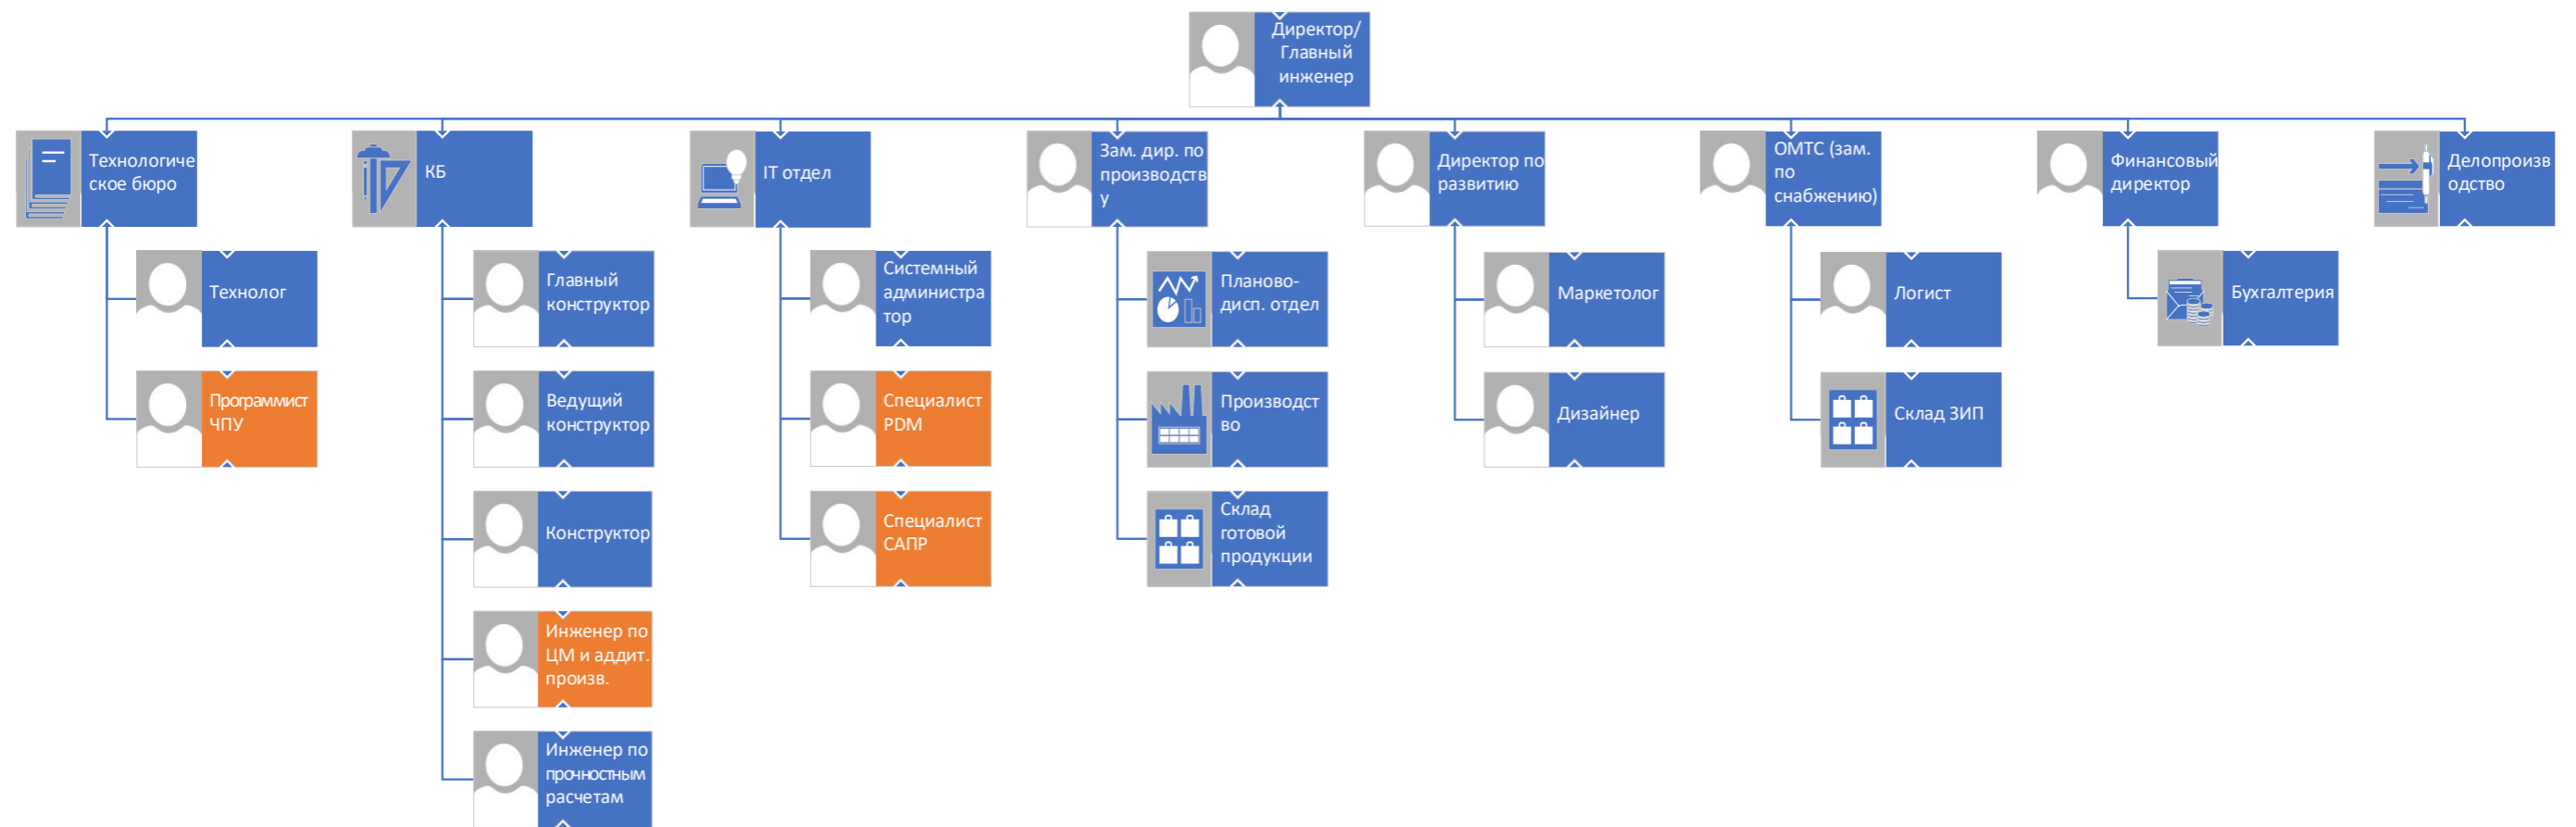 Директор/
Главный
инженер
Технологиче
ское бюро
КБ
IT отдел
Зам. дир. по
производств
у
Директор по
развитию
ОМТС (зам.
по
снабжению)
Финансовый
директор
Делопроизв
одство
Технолог
Программист
ЧПУ
Главный
конструктор
Ведущий
конструктор
Конструктор
Инженер по
ЦМ и аддит.
произв.
Инженер по
прочностным
расчетам
Системный
администра
тор
Специалист
PDM
Специалист
САПР
Планово-
дисп. отдел
Производст
во
Склад
готовой
продукции
Маркетолог
Дизайнер
Логист
Склад ЗИП
Бухгалтерия